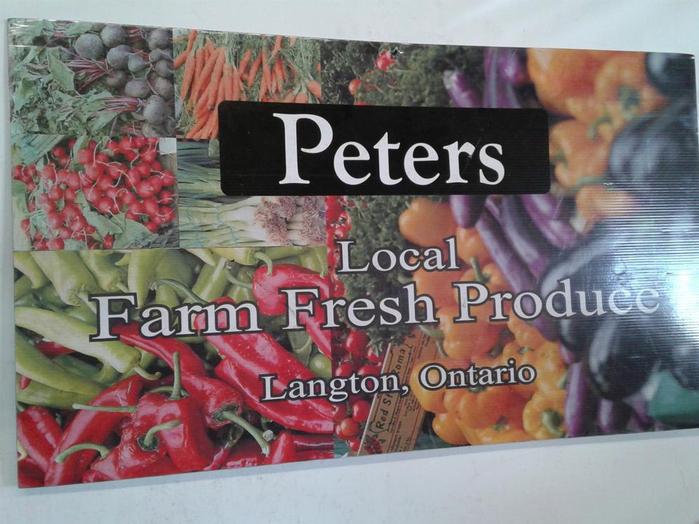 Peters
Local
Farm Fresh Produce
Langton, Ontario